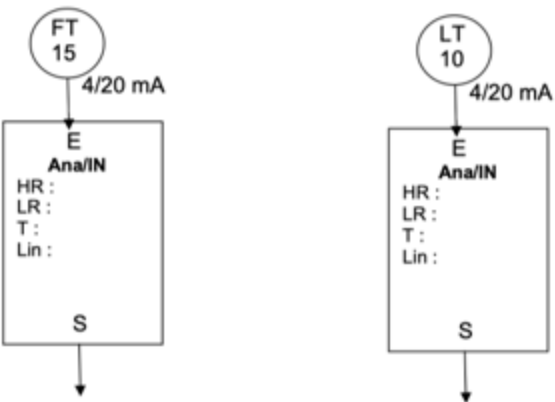 FT
15
4/20 mA
E
Ana/IN
HR :
LR :
T :
Lin :
S
LT
10
4/20 mA
E
Ana/IN
HR :
LR :
T :
Lin :
S